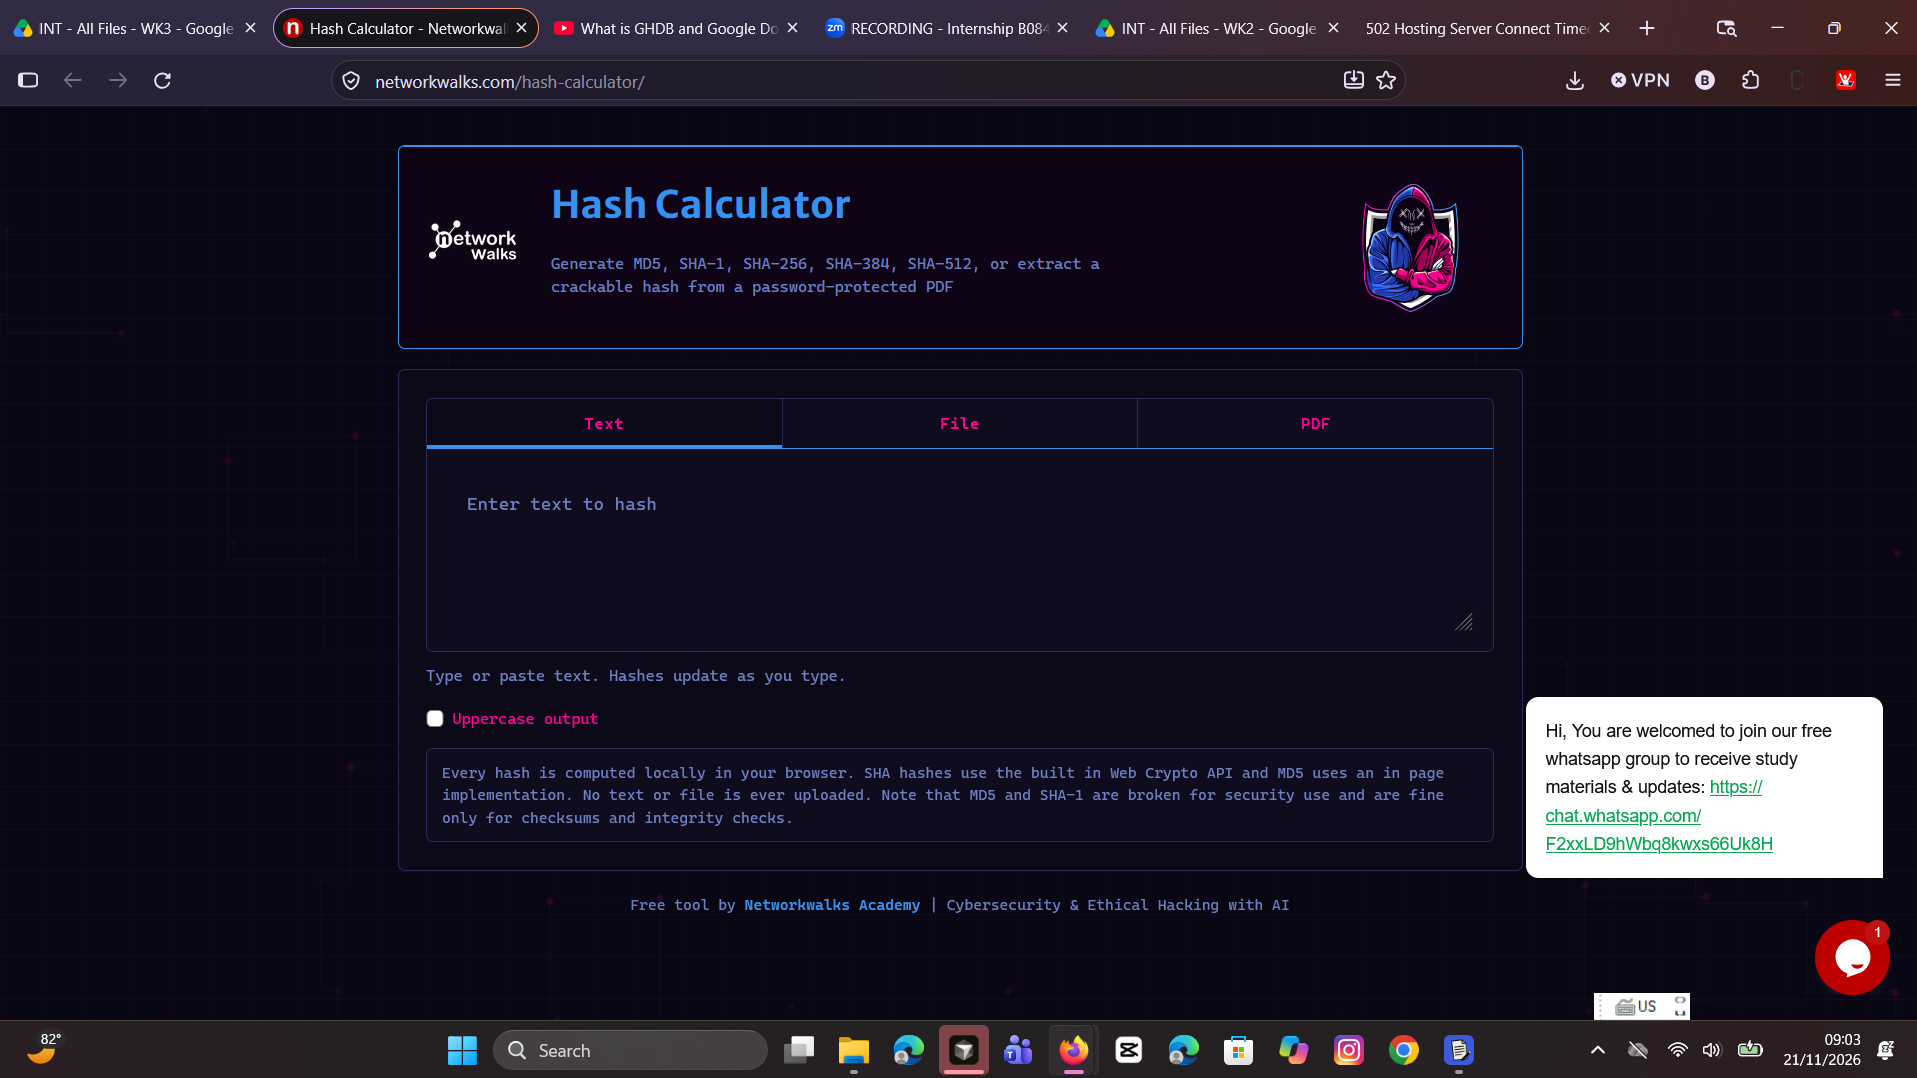 INT - All Files - WK3 - Google
Hash Calculator - Networkwal
What is GHDB and Google Do
zm
RECORDING - Internship B084
INT - All Files - WK2 - Google
502 Hosting Server Connect Timeo
networkwalks.com/hash-calculator/
VPN
B
network
Walks
Hash Calculator
Generate MD5, SHA-1, SHA-256, SHA-384, SHA-512, or extract a
crackable hash from a password-protected PDF
Text
File
PDF
Enter text to hash
Type or paste text. Hashes update as you type.
Uppercase output
Every hash is computed locally in your browser. SHA hashes use the built in Web Crypto API and MD5 uses an in page
implementation. No text or file is ever uploaded. Note that MD5 and SHA-1 are broken for security use and are fine
only for checksums and integrity checks.
Hi, You are welcomed to join our free
whatsapp group to receive study
materials & updates: https://
chat.whatsapp.com/
F2xxLD9hWbq8kwxs66Uk8H
Free tool by Networkwalks Academy | Cybersecurity & Ethical Hacking with AI
1
US
82°
Search
09:03
21/11/2026